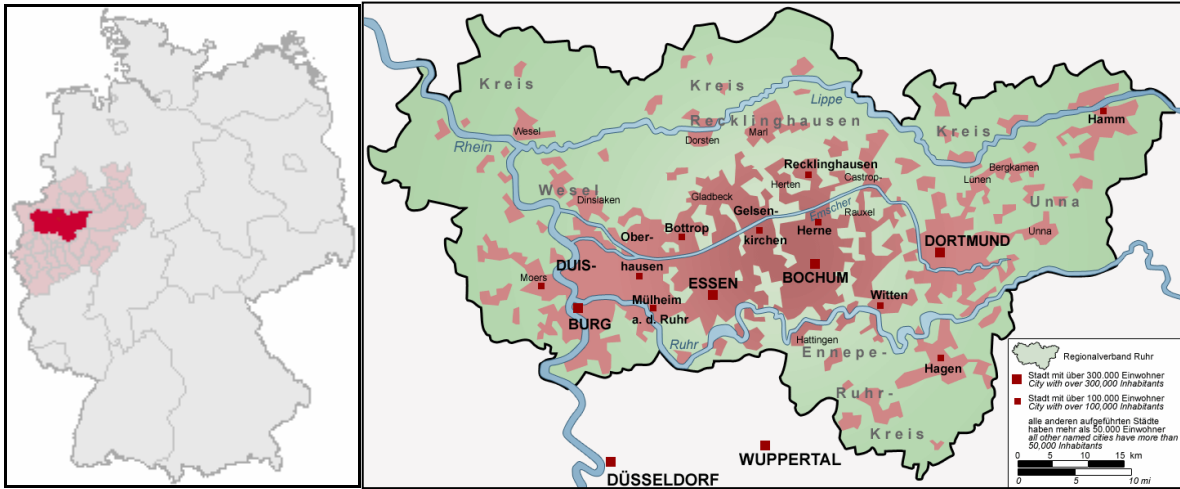 Kreis
Kreis
Lippe
Recklinghausen
Kreis
Hamm
Wesel
Rhein
Dorsten
Marl
Recklinghausen
Castrop-
Bergkamen
Lünen
Wesel
Dinslaken
Gladbeck
Herten
Gelsen-
Emscher
Rauxel
Unna
Ober-
Bottrop
kirchen
Herne
Unna
DORTMUND
DUIS-
hausen
Moers
ESSEN
BOCHUM
Mülheim
a. d. Ruhr
Witten
BURG
Ruhr
Hattingen
Ennepe-
Hagen
Ruhr-
Kreis
WUPPERTAL
DÜSSELDORF
Regionalverband Ruhr
Stadt mit über 300.000 Einwohner
City with over 300,000 Inhabitants
Stadt mit über 100.000 Einwohner
City with over 100,000 Inhabitants
alle anderen aufgeführten Städte
haben mehr als 50.000 Einwohner
all other named cities have more than
50,000 Inhabitants
0 5 10 15 km
0 5 10 mi